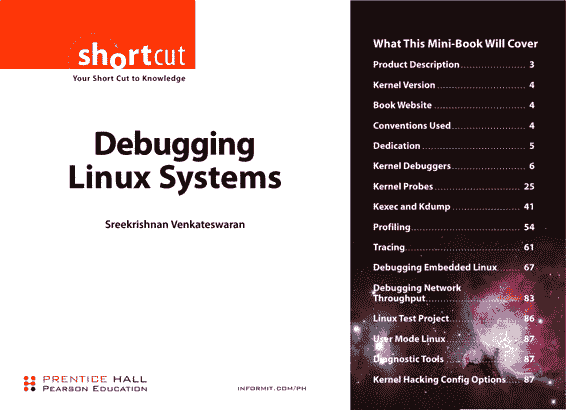 shortcut
Your Short Cut to Knowledge
Debugging
Linux Systems
Sreekrishnan Venkateswaran
PRENTICE HALL
PEARSON EDUCATION
INFORMIT.COM/PH
What This Mini-Book Will Cover
Product Description 3
Kernel Version 4
Book Website 4
Conventions Used 4
Dedication 5
Kernel Debuggers 6
Kernel Probes 25
Kexec and Kdump 41
Profiling 54
Tracing 61
Debugging Embedded Linux 67
Debugging Network
Throughput 83
Linux Test Project 86
User Mode Linux 87
Diagnostic Tools 87
Kernel Hacking Config Options 87